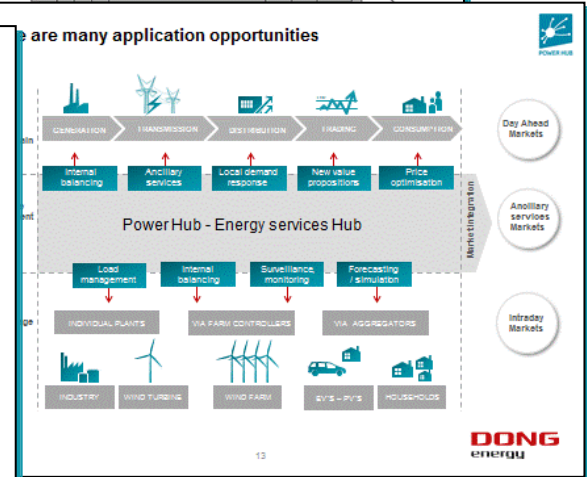 e are many application opportunities
POWER HUB
GENERATION
TRANSMISSION
DISTRIBUTION
TRADING
CONSUMPTION
ain
Internal
balancing
Ancillary
services
Local demand
response
New value
propositions
Price
optimisation
Day Ahead
Markets
ent
Power Hub - Energy services Hub
Market integration
Ancillary
services
Markets
Load
management
Internal
balancing
Surveillance,
monitoring
Forecasting
/ simulation
ge
INDIVIDUAL PLANTS
VIA FARM CONTROLLERS
VIA AGGREGATORS
Intraday
Markets
INDUSTRY
WIND TURBINE
WIND FARM
EV'S – PV'S
HOUSEHOLDS
13
DONG
energy